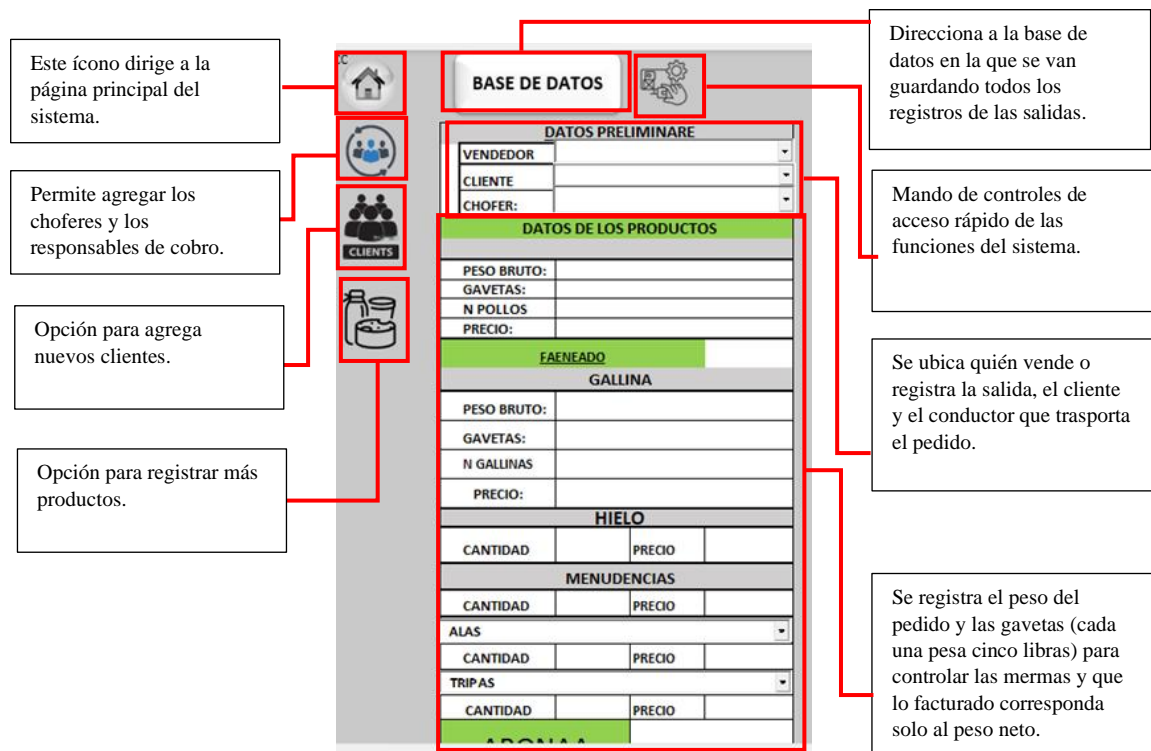 Este ícono dirige a la
página principal del
sistema.
Permite agregar los
choferes y los
responsables de cobro.
Opción para agrega
nuevos clientes.
Opción para registrar más
productos.
BASE DE DATOS
CLIENTS
DATOS PRELIMINARE
VENDEDOR
CLIENTE
CHOFER:
DATOS DE LOS PRODUCTOS
PESO BRUTO:
GAVETAS:
N POLLOS
PRECIO:
FAENEADO
GALLINA
PESO BRUTO:
GAVETAS:
N GALLINAS
PRECIO:
HIELO
CANTIDAD PRECIO
MENUDENCIAS
CANTIDAD PRECIO
ALAS
CANTIDAD PRECIO
TRIPAS
CANTIDAD PRECIO
Direcciona a la base de
datos en la que se van
guardando todos los
registros de las salidas.
Mando de controles de
acceso rápido de las
funciones del sistema.
Se ubica quién vende o
registra la salida, el cliente
y el conductor que trasporta
el pedido.
Se registra el peso del
pedido y las gavetas (cada
una pesa cinco libras) para
controlar las mermas y que
lo facturado corresponda
solo al peso neto.